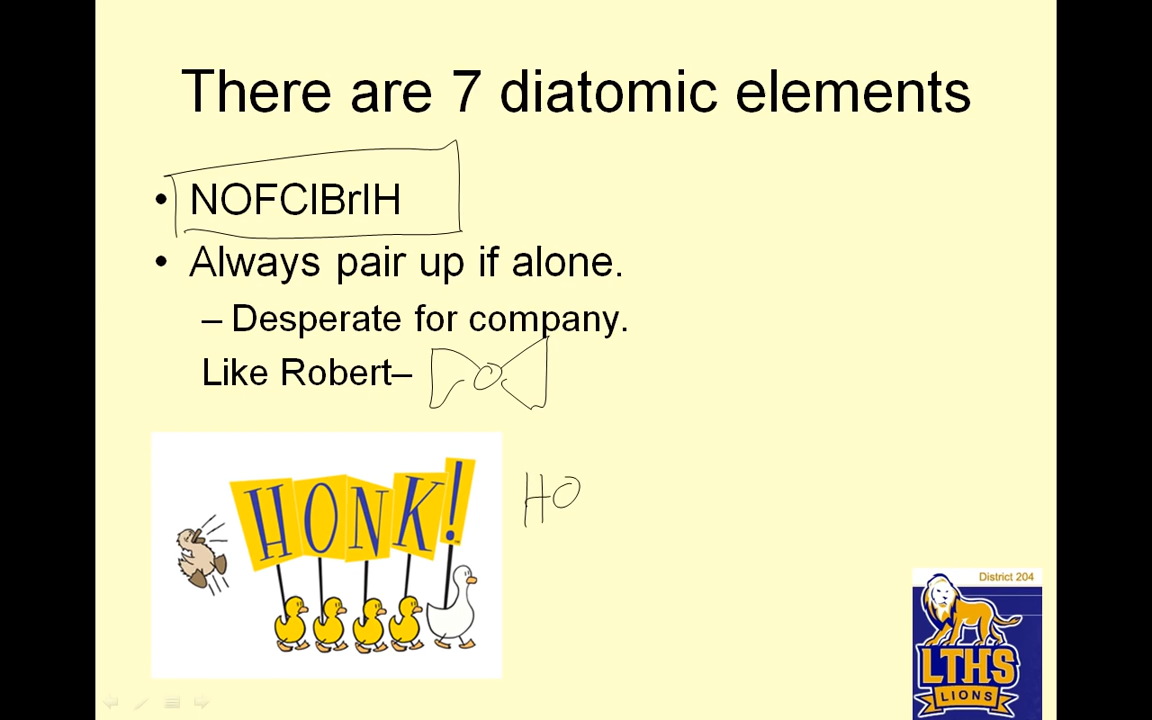 There are 7 diatomic elements
• NOFClBrIH
• Always pair up if alone.
– Desperate for company.
Like Robert–
HONK!
HO
District 204
LTHS
LIONS